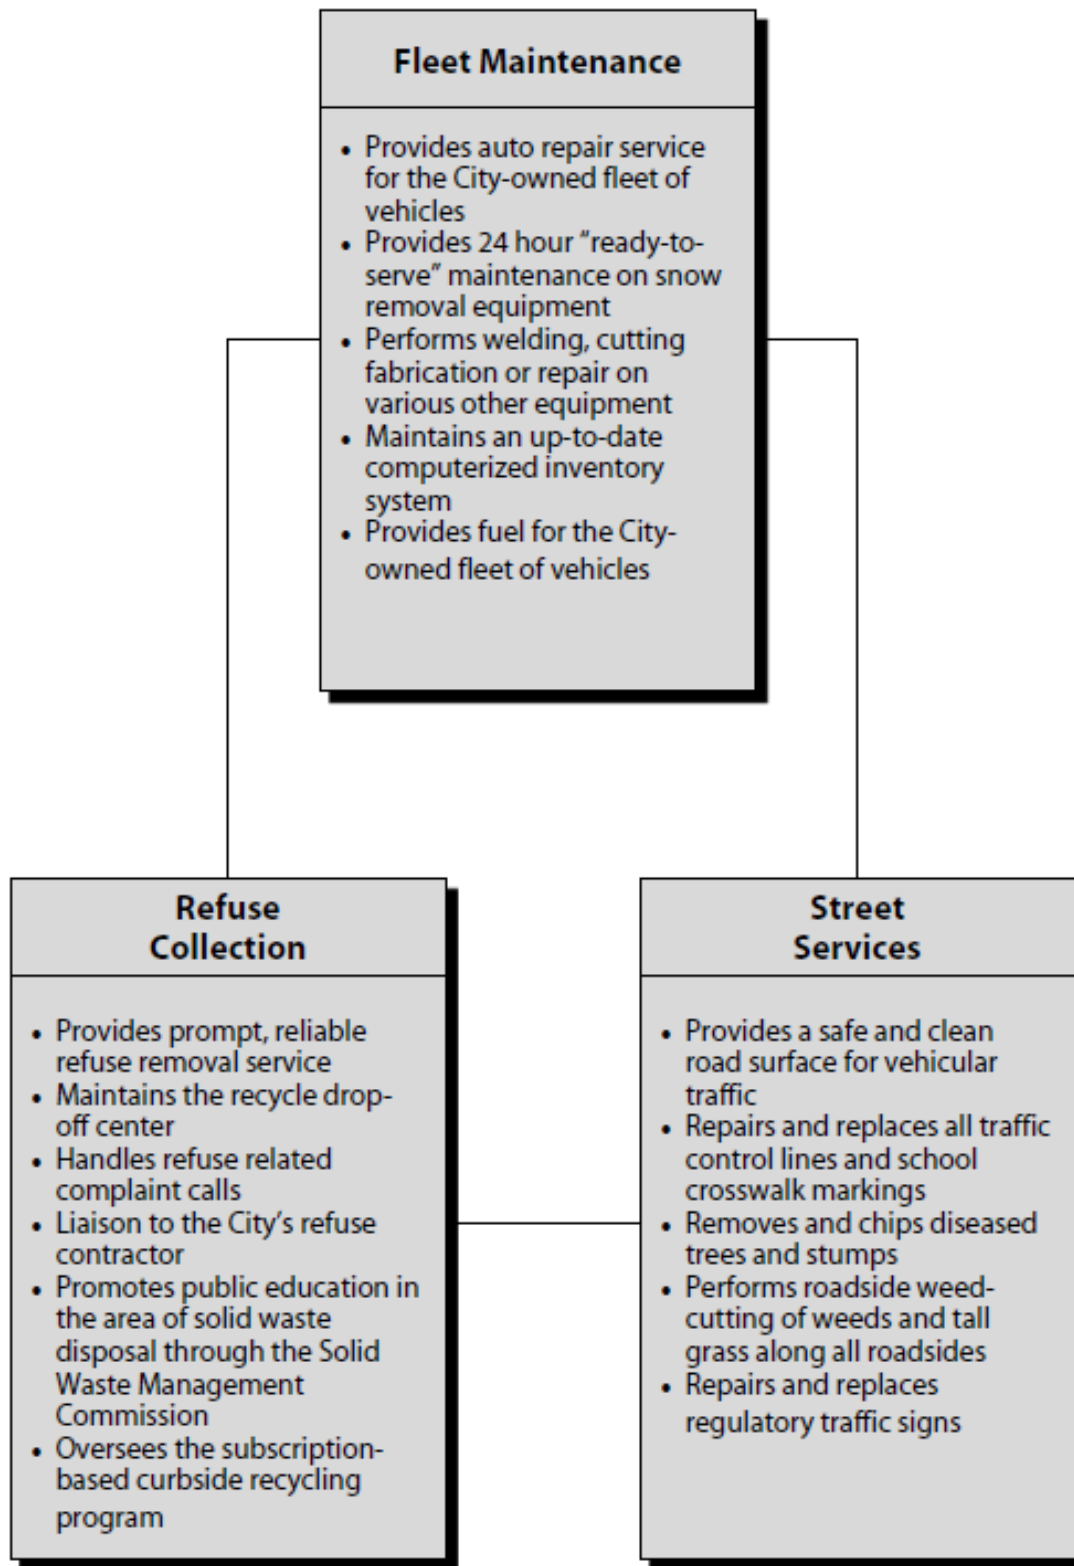 Fleet Maintenance
• Provides auto repair service
for the City-owned fleet of
vehicles
• Provides 24 hour “ready-to-
serve” maintenance on snow
removal equipment
• Performs welding, cutting
fabrication or repair on
various other equipment
• Maintains an up-to-date
computerized inventory
system
• Provides fuel for the City-
owned fleet of vehicles
Refuse
Collection
• Provides prompt, reliable
refuse removal service
• Maintains the recycle drop-
off center
• Handles refuse related
complaint calls
• Liaison to the City’s refuse
contractor
• Promotes public education in
the area of solid waste
disposal through the Solid
Waste Management
Commission
• Oversees the subscription-
based curbside recycling
program
Street
Services
• Provides a safe and clean
road surface for vehicular
traffic
• Repairs and replaces all traffic
control lines and school
crosswalk markings
• Removes and chips diseased
trees and stumps
• Performs roadside weed-
cutting of weeds and tall
grass along all roadsides
• Repairs and replaces
regulatory traffic signs